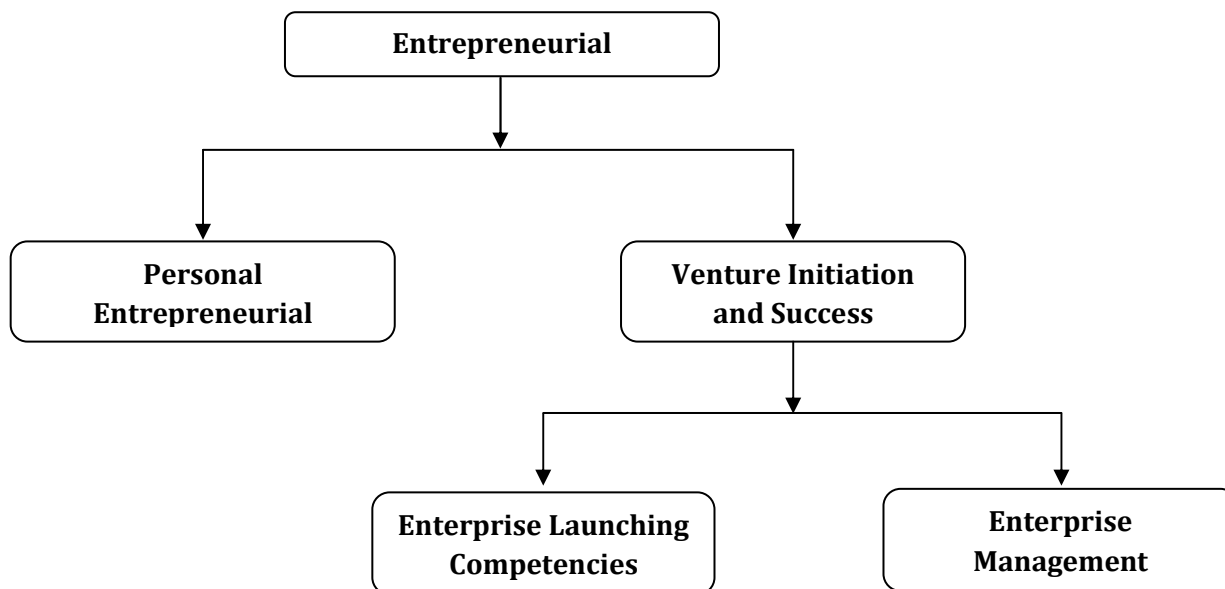 Entrepreneurial
Personal
Entrepreneurial
Venture Initiation
and Success
Enterprise Launching
Competencies
Enterprise
Management